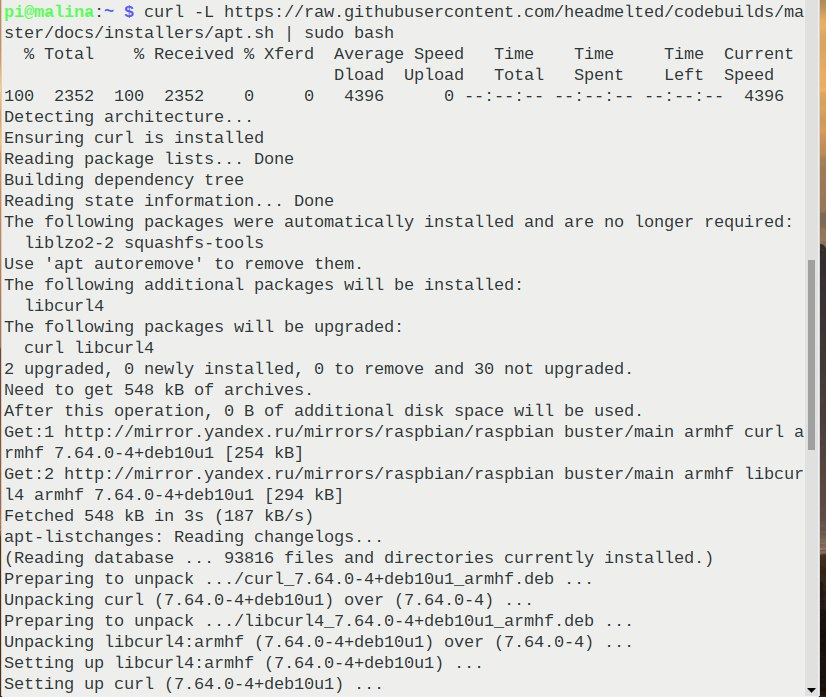 pi@malina:~ $ curl -L https://raw.githubusercontent.com/headmelted/codebuilds/ma
ster/docs/installers/apt.sh | sudo bash
  % Total    % Received % Xferd  Average Speed   Time    Time     Time  Current
                                 Dload  Upload   Total   Spent    Left  Speed
100  2352  100  2352    0     0   4396      0 --:--:-- --:--:-- --:--:--  4396
Detecting architecture...
Ensuring curl is installed
Reading package lists... Done
Building dependency tree
Reading state information... Done
The following packages were automatically installed and are no longer required:
  liblzo2-2 squashfs-tools
Use 'apt autoremove' to remove them.
The following additional packages will be installed:
  libcurl4
The following packages will be upgraded:
  curl libcurl4
2 upgraded, 0 newly installed, 0 to remove and 30 not upgraded.
Need to get 548 kB of archives.
After this operation, 0 B of additional disk space will be used.
Get:1 http://mirror.yandex.ru/mirrors/raspbian/raspbian buster/main armhf curl a
rmhf 7.64.0-4+deb10u1 [254 kB]
Get:2 http://mirror.yandex.ru/mirrors/raspbian/raspbian buster/main armhf libcur
l4 armhf 7.64.0-4+deb10u1 [294 kB]
Fetched 548 kB in 3s (187 kB/s)
apt-listchanges: Reading changelogs...
(Reading database ... 93816 files and directories currently installed.)
Preparing to unpack .../curl_7.64.0-4+deb10u1_armhf.deb ...
Unpacking curl (7.64.0-4+deb10u1) over (7.64.0-4) ...
Preparing to unpack .../libcurl4_7.64.0-4+deb10u1_armhf.deb ...
Unpacking libcurl4:armhf (7.64.0-4+deb10u1) over (7.64.0-4) ...
Setting up libcurl4:armhf (7.64.0-4+deb10u1) ...
Setting up curl (7.64.0-4+deb10u1) ...